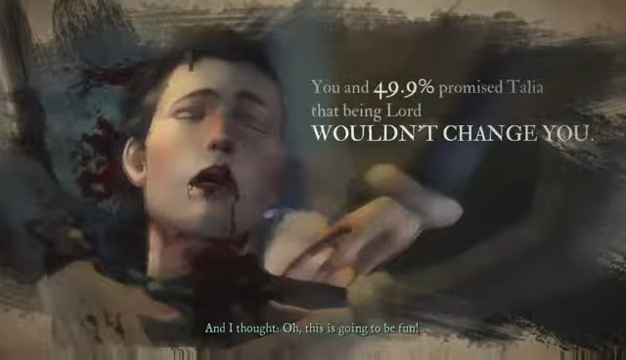 You and 49.9% promised Talia
that being Lord
WOULDN'T CHANGE YOU.
And I thought: Oh, this is going to be fun!